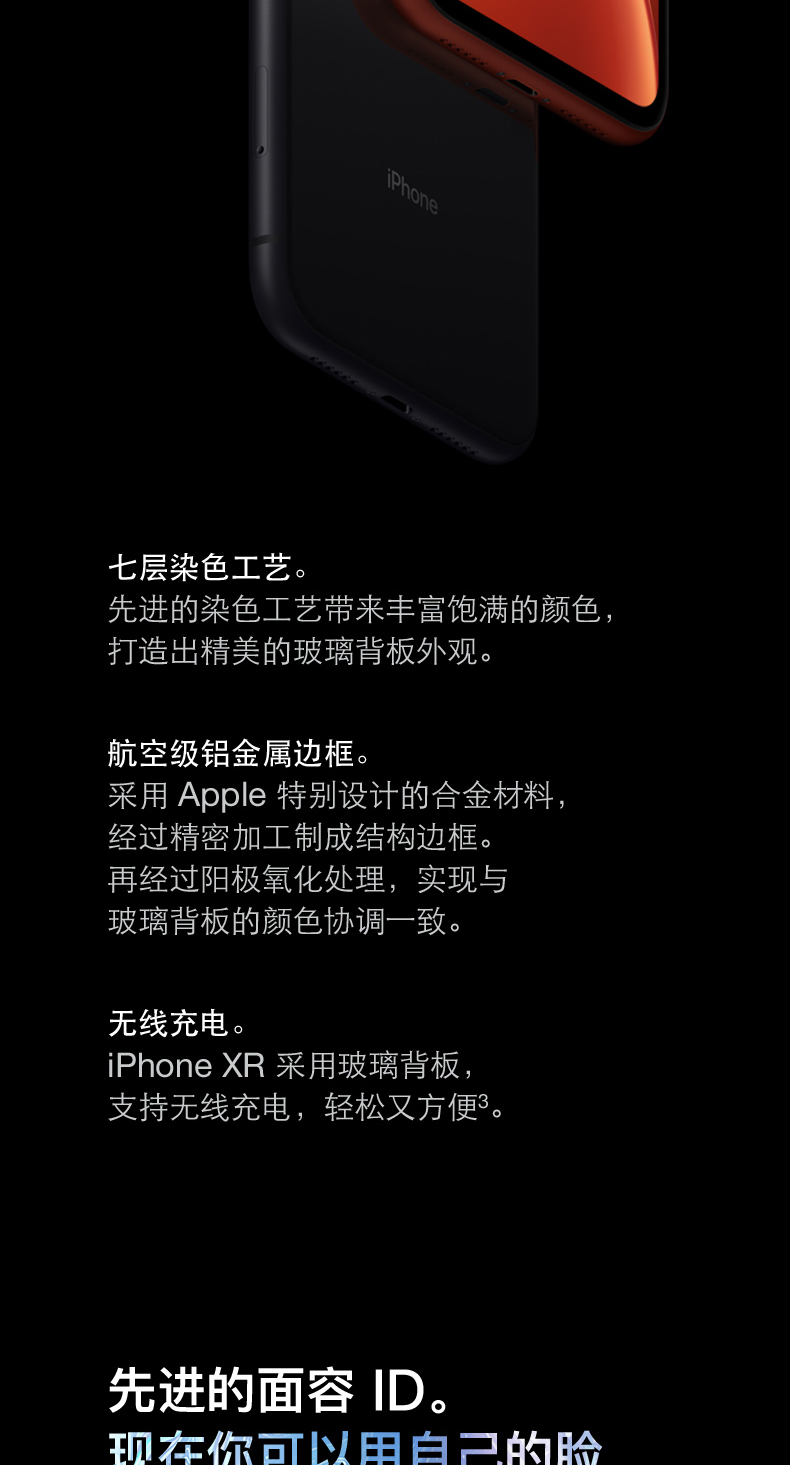 iPhone
七层染色工艺。
先进的染色工艺带来丰富饱满的颜色，
打造出精美的玻璃背板外观。
航空级铝金属边框。
采用 Apple 特别设计的合金材料，
经过精密加工制成结构边框。
再经过阳极氧化处理，实现与
玻璃背板的颜色协调一致。
无线充电。
iPhone XR 采用玻璃背板，
支持无线充电，轻松又方便³。
先进的面容 ID。
现在你可以用自己的脸